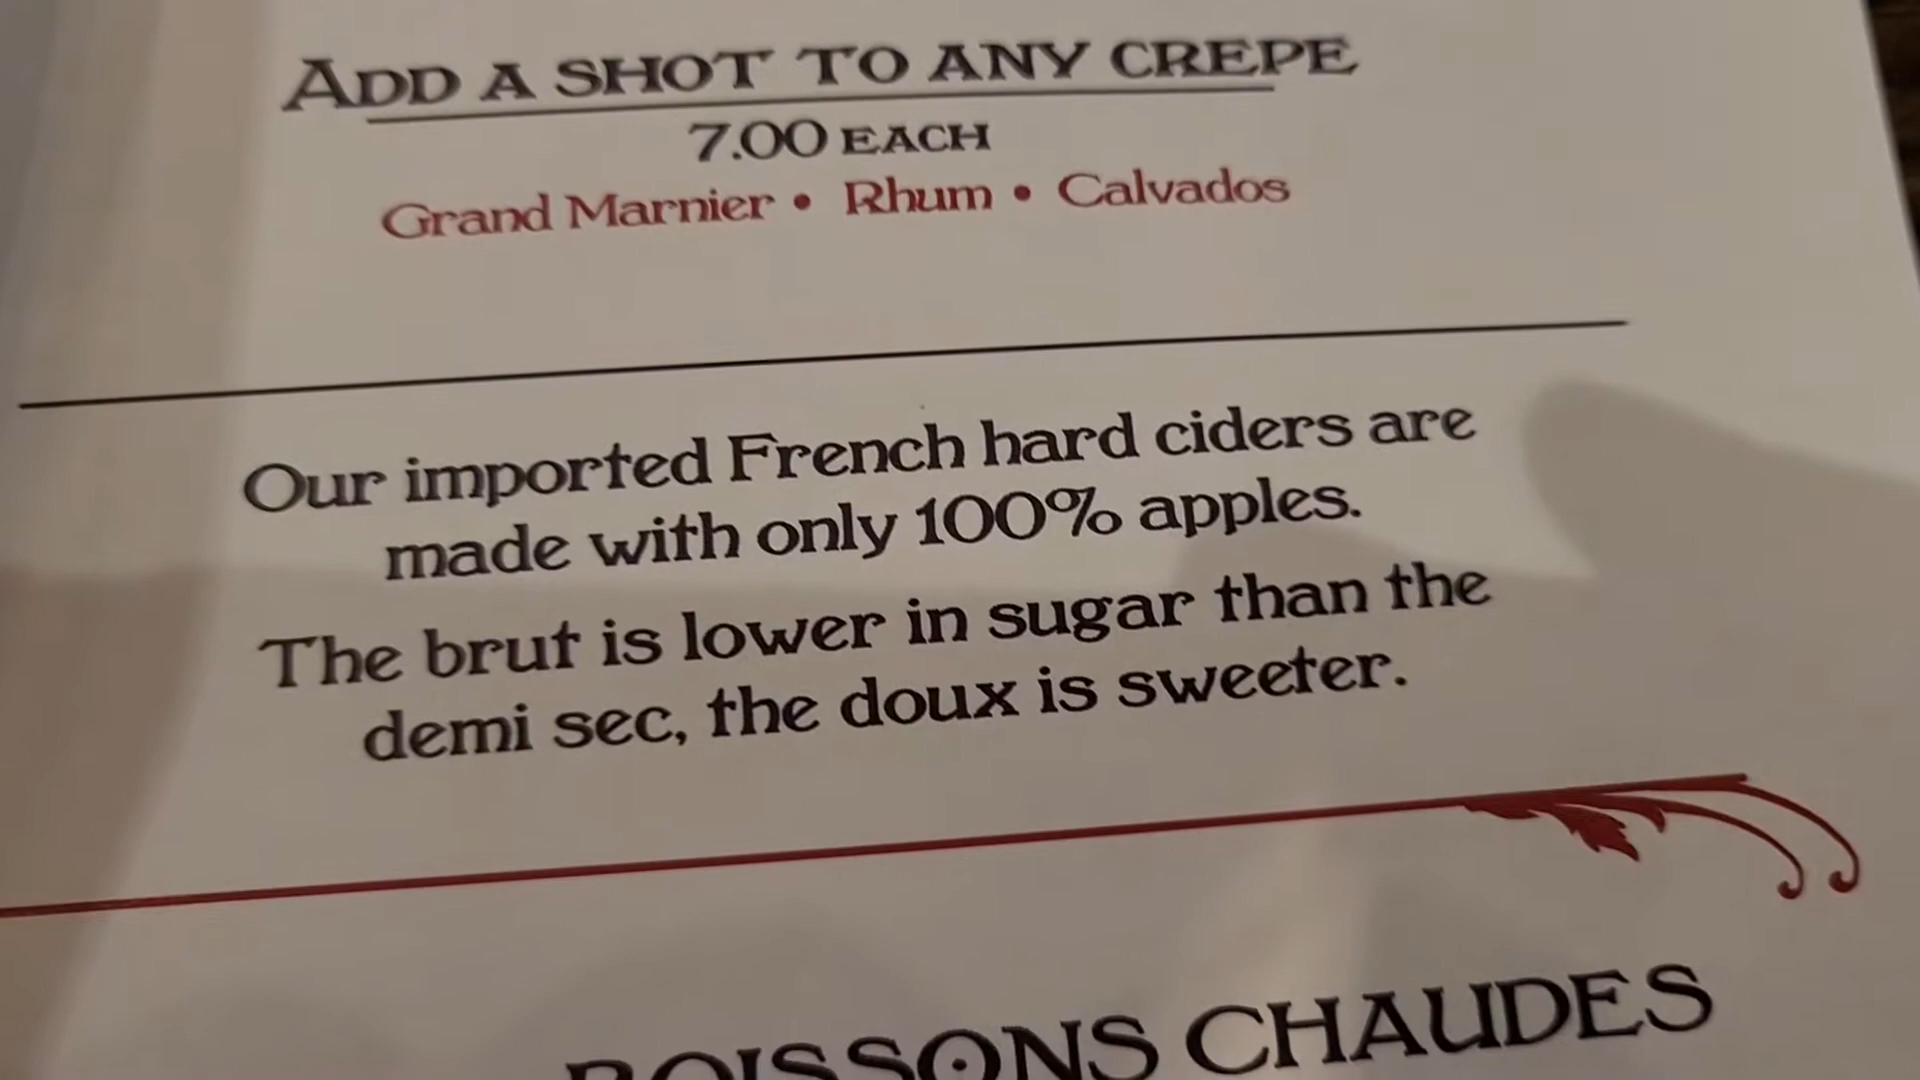 ADD A SHOT TO ANY CREPE
7.00 EACH
Grand Marnier • Rhum • Calvados
Our imported French hard ciders are
made with only 100% apples.
The brut is lower in sugar than the
demi sec, the doux is sweeter.
BOISSONS CHAUDES